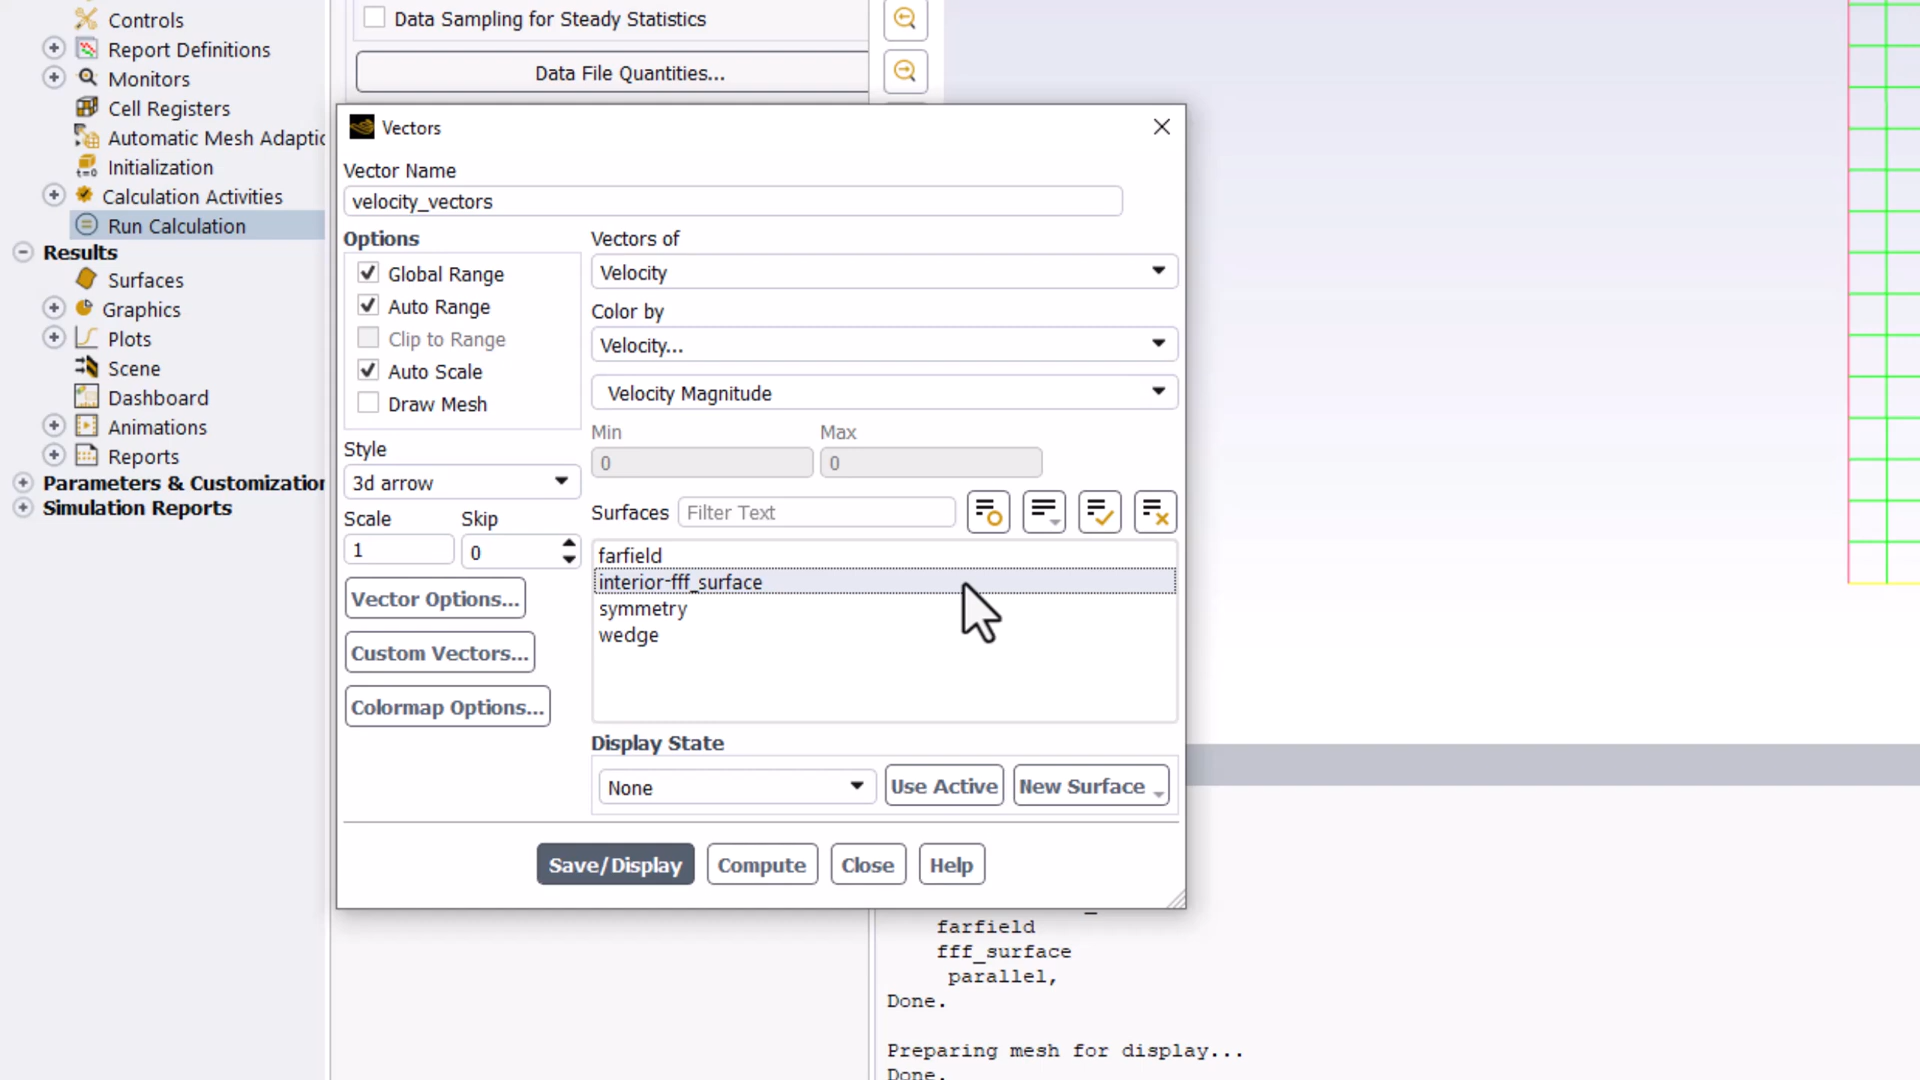 Controls
Report Definitions
Monitors
Cell Registers
Automatic Mesh Adaptic
Initialization
Calculation Activities
Run Calculation
Results
Surfaces
Graphics
Plots
Scene
Dashboard
Animations
Reports
Parameters & Customization
Simulation Reports
Data Sampling for Steady Statistics
Data File Quantities...
Vectors
Vector Name
velocity_vectors
Options
Global Range
Auto Range
Clip to Range
Auto Scale
Draw Mesh
Style
3d arrow
Scale
Skip
1
0
Vector Options...
Custom Vectors...
Colormap Options...
Vectors of
Velocity
Color by
Velocity...
Velocity Magnitude
Min
Max
0
0
Surfaces
Filter Text
farfield
interior-fff_surface
symmetry
wedge
Display State
None
Use Active
New Surface
Save/Display
Compute
Close
Help
farfield
fff_surface
parallel,
Done.
Preparing mesh for display...
Done.